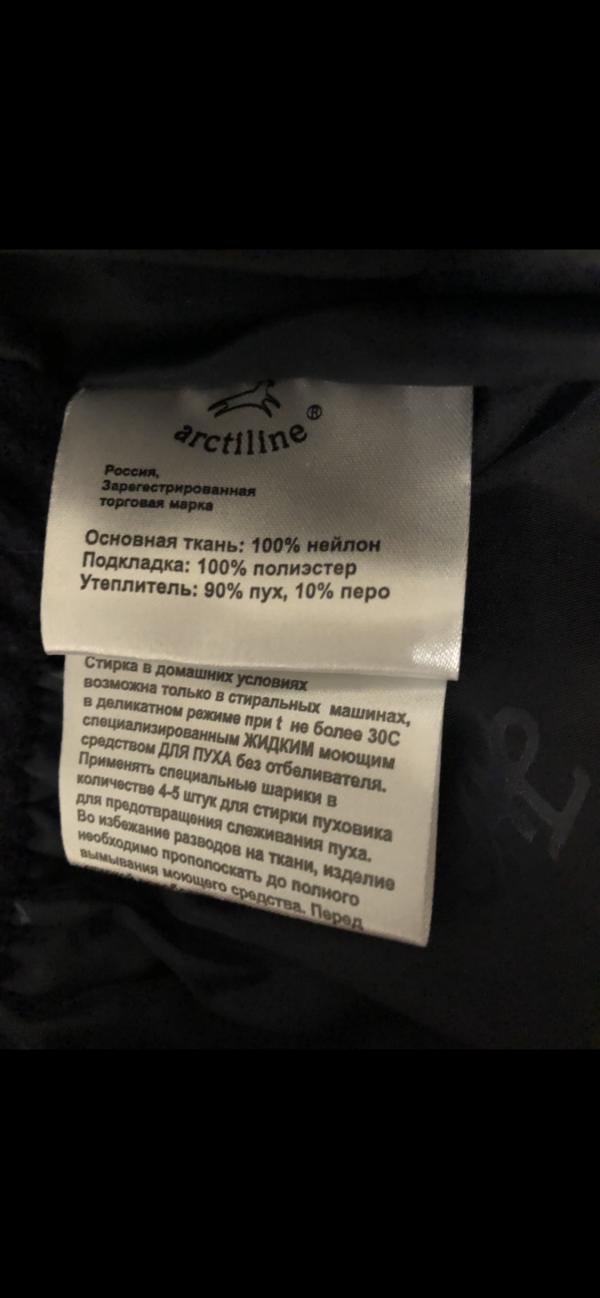 arctiline®
Россия,
Зарегестрированная
торговая марка
Основная ткань: 100% нейлон
Подкладка: 100% полиэстер
Утеплитель: 90% пух, 10% перо
Стирка в домашних условиях
возможна только в стиральных машинах,
в деликатном режиме при t не более 30С
специализированным ЖИДКИМ моющим
средством ДЛЯ ПУХА без отбеливателя.
Применять специальные шарики в
количестве 4-5 штук для стирки пуховика
для предотвращения слеживания пуха.
Во избежание разводов на ткани, изделие
необходимо прополоскать до полного
вымывания моющего средства. Перед